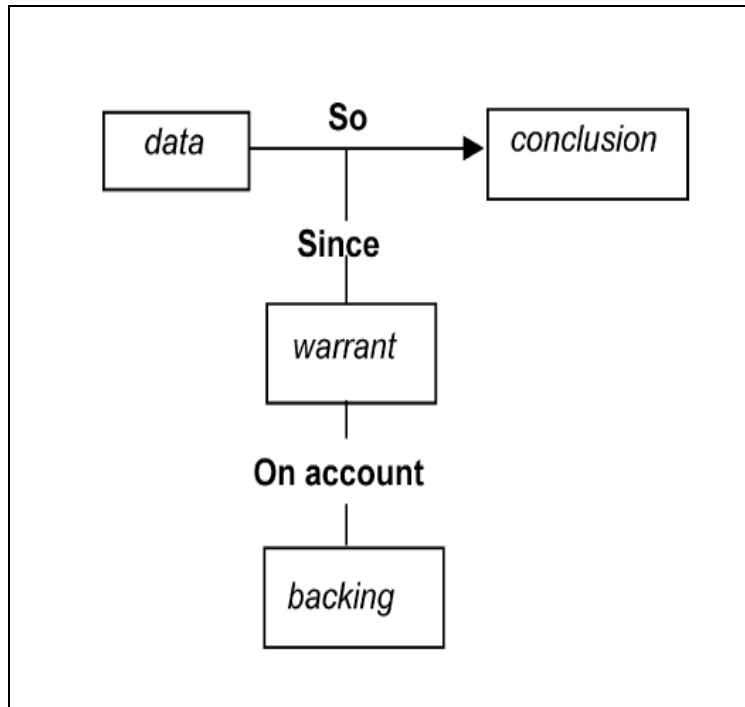 So
data
conclusion
Since
warrant
On account
backing